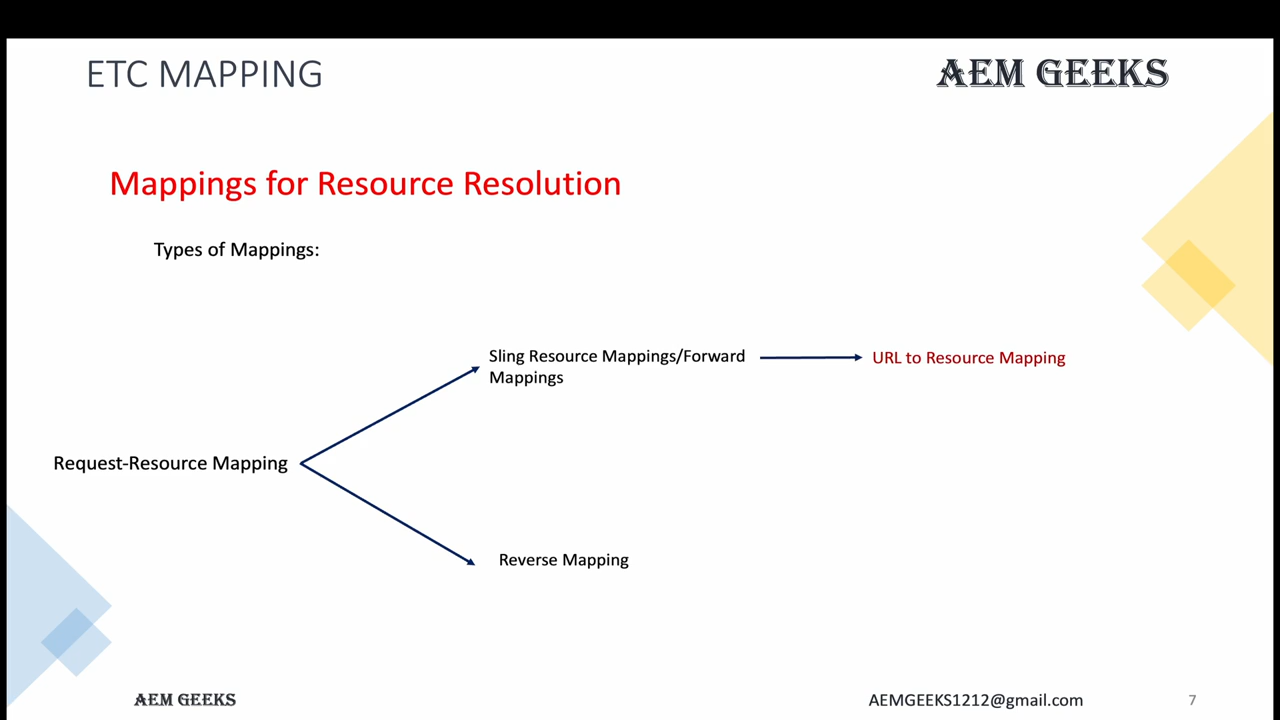 ETC MAPPING
AEM GEEKS
Mappings for Resource Resolution
Types of Mappings:
Sling Resource Mappings/Forward
Mappings
URL to Resource Mapping
Request-Resource Mapping
Reverse Mapping
AEM GEEKS
AEMGEEKS1212@gmail.com
7